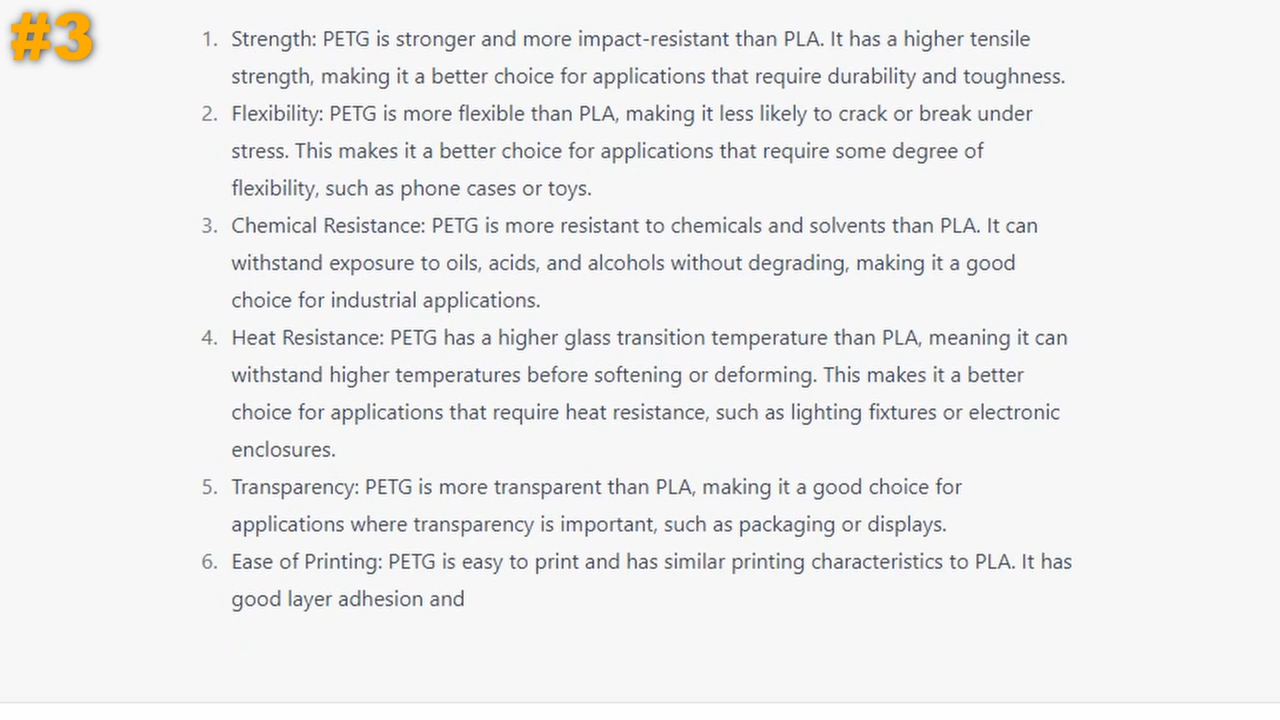 #3
1. Strength: PETG is stronger and more impact-resistant than PLA. It has a higher tensile
strength, making it a better choice for applications that require durability and toughness.
2. Flexibility: PETG is more flexible than PLA, making it less likely to crack or break under
stress. This makes it a better choice for applications that require some degree of
flexibility, such as phone cases or toys.
3. Chemical Resistance: PETG is more resistant to chemicals and solvents than PLA. It can
withstand exposure to oils, acids, and alcohols without degrading, making it a good
choice for industrial applications.
4. Heat Resistance: PETG has a higher glass transition temperature than PLA, meaning it can
withstand higher temperatures before softening or deforming. This makes it a better
choice for applications that require heat resistance, such as lighting fixtures or electronic
enclosures.
5. Transparency: PETG is more transparent than PLA, making it a good choice for
applications where transparency is important, such as packaging or displays.
6. Ease of Printing: PETG is easy to print and has similar printing characteristics to PLA. It has
good layer adhesion and